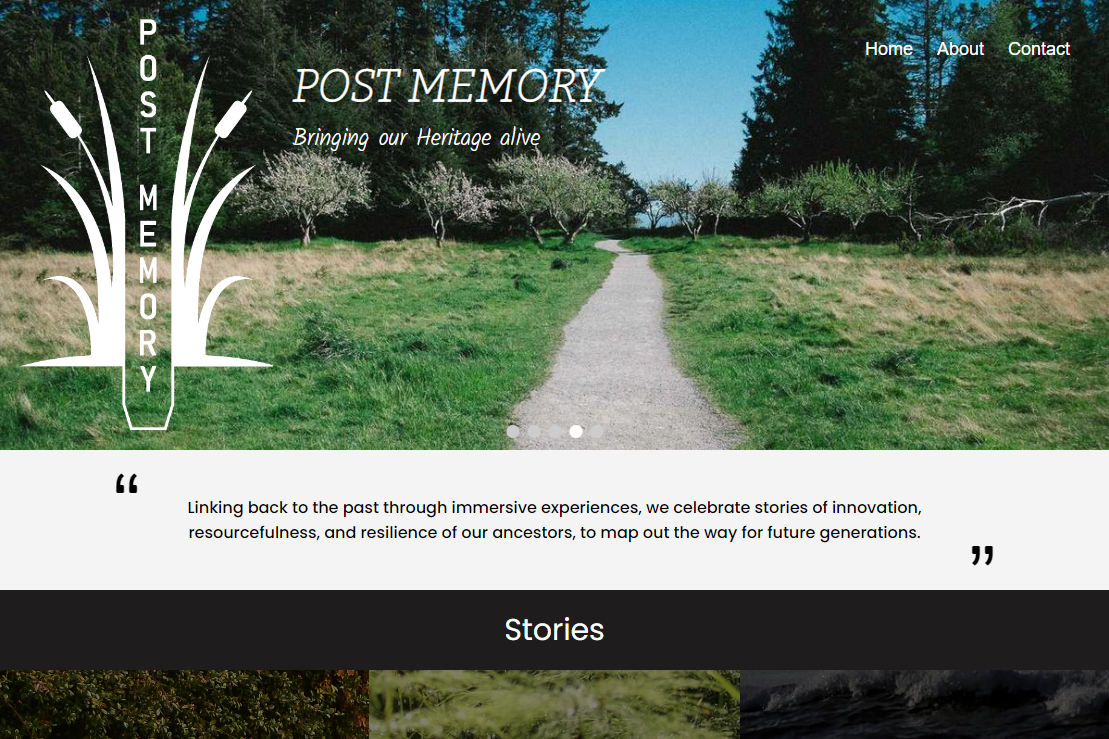 POST MEMORY
POST MEMORY
Bringing our Heritage alive
Home About Contact
“
Linking back to the past through immersive experiences, we celebrate stories of innovation,
resourcefulness, and resilience of our ancestors, to map out the way for future generations.
”
Stories